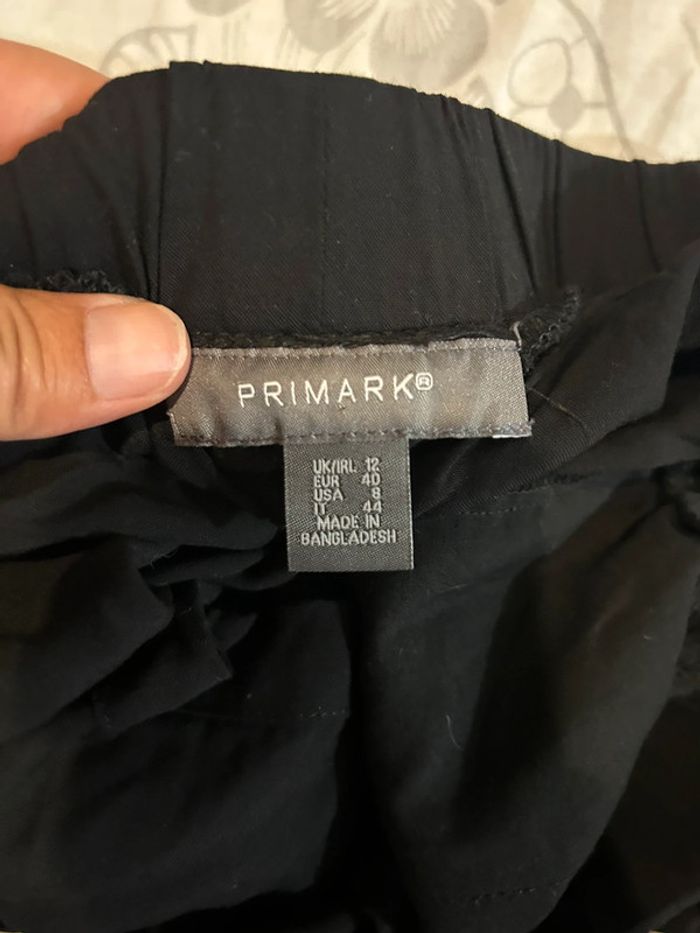 PRIMARK®
UK/IRL 12
EUR 40
USA 8
IT 44
MADE IN
BANGLADESH